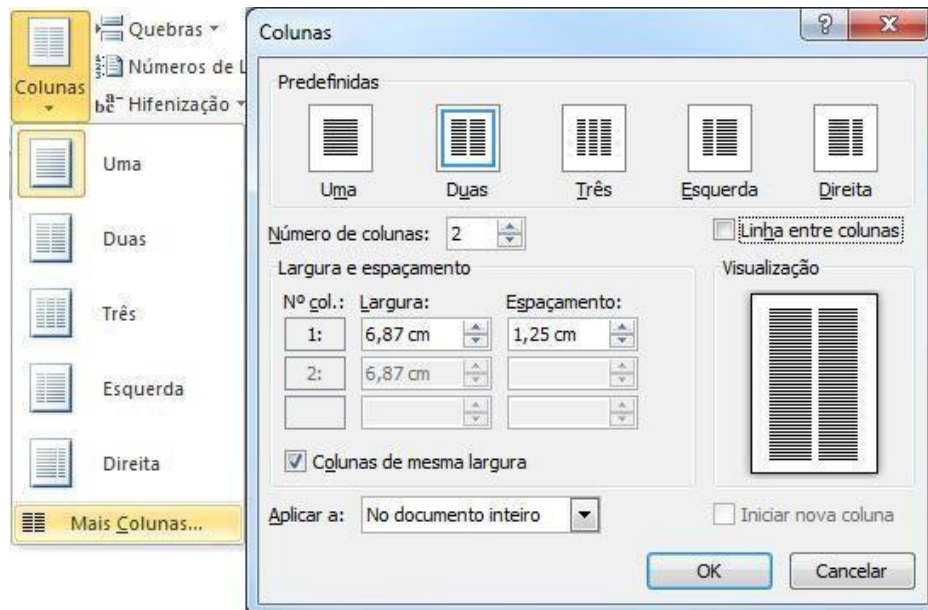 Colunas
Quebras
Números de L
Hifenização
Uma
Duas
Três
Esquerda
Direita
Mais Colunas...
Colunas
Predefinidas
Uma Duas Três Esquerda Direita
Número de colunas: 2 Linha entre colunas
Largura e espaçamento Visualização
Nº col.: Largura: Espaçamento:
1: 6,87 cm 1,25 cm
2: 6,87 cm
Colunas de mesma largura
Aplicar a: No documento inteiro Iniciar nova coluna
OK Cancelar